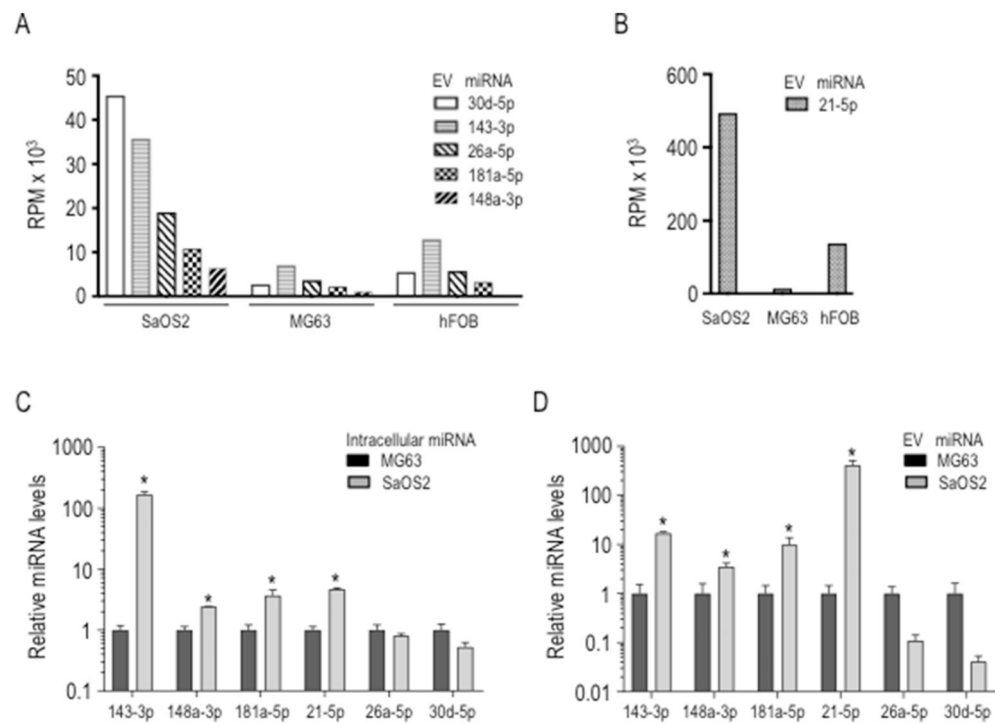 A
RPM x 10³
50
40
30
20
10
0
EV miRNA
30d-5p
143-3p
26a-5p
181a-5p
148a-3p
SaOS2 MG63 hFOB
B
RPM x 10³
600
400
200
0
EV miRNA
21-5p
SaOS2 MG63 hFOB
C
Relative miRNA levels
1000
100
10
1
0.1
Intracellular miRNA
MG63
SaOS2
* * * *
143-3p 148a-3p 181a-5p 21-5p 26a-5p 30d-5p
D
Relative miRNA levels
1000
100
10
1
0.1
0.01
EV miRNA
MG63
SaOS2
* * * *
143-3p 148a-3p 181a-5p 21-5p 26a-5p 30d-5p